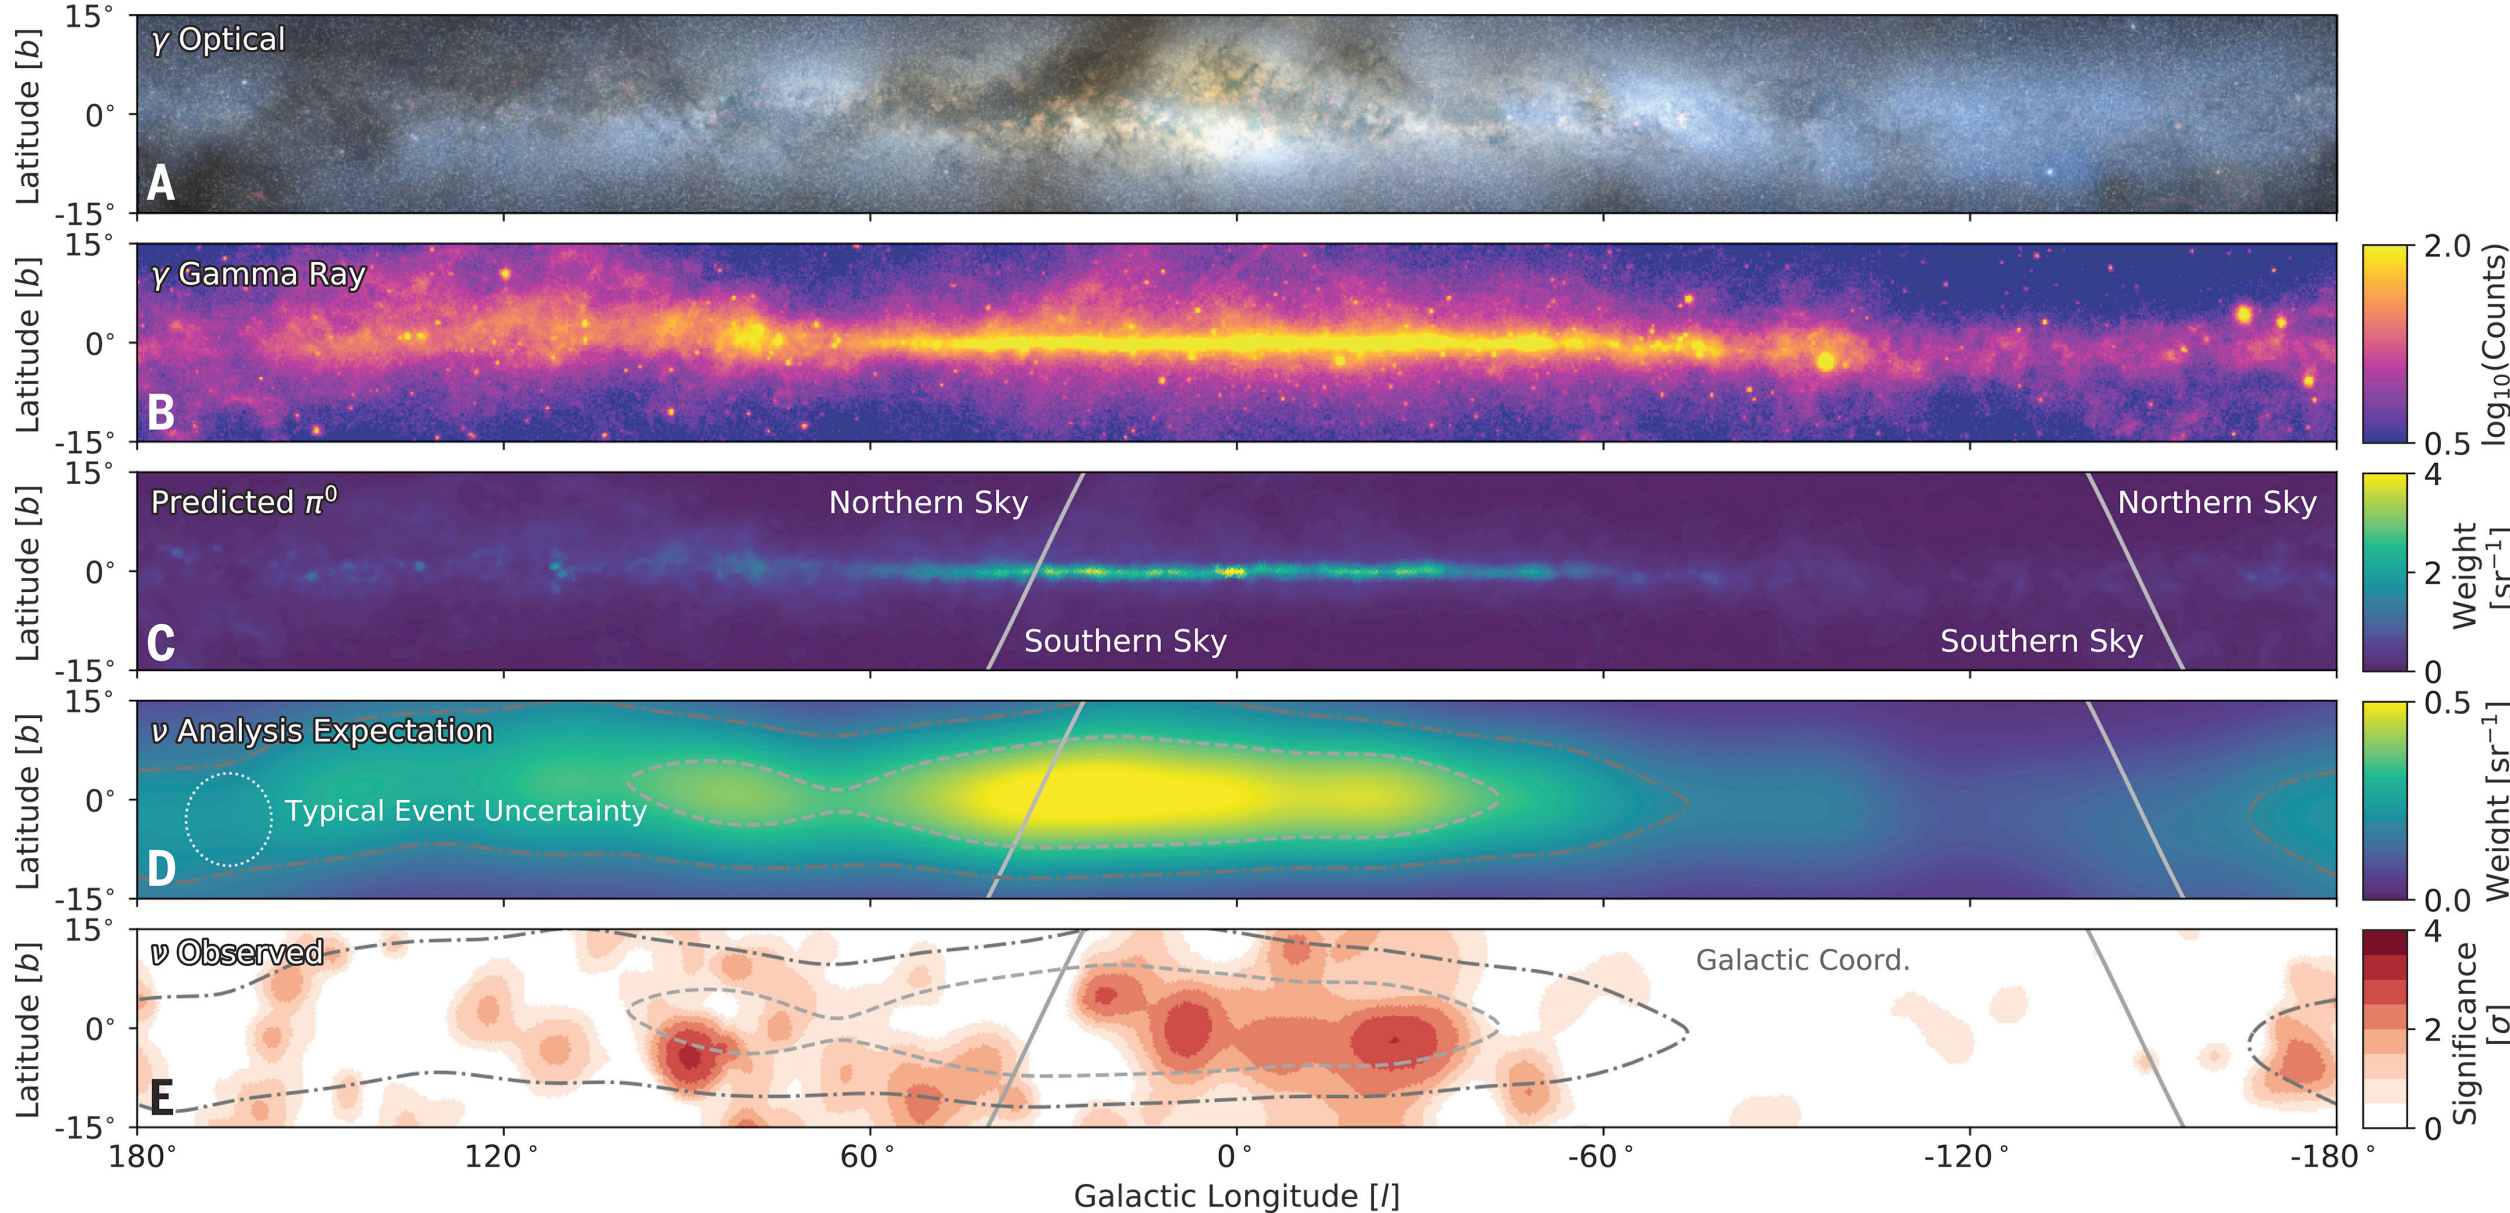 15°
γ Optical
Latitude [b]
0°
A
-15°
15°
γ Gamma Ray
Latitude [b]
0°
B
-15°
2.0
log₁₀(Counts)
0.5
15°
Predicted π⁰
Northern Sky
Northern Sky
Latitude [b]
0°
Southern Sky
Southern Sky
C
-15°
4
2
0
Weight
[sr⁻¹]
15°
ν Analysis Expectation
Latitude [b]
0°
Typical Event Uncertainty
D
-15°
0.5
Weight [sr⁻¹]
0.0
15°
ν Observed
Galactic Coord.
Latitude [b]
0°
E
-15°
4
2
0
Significance
[σ]
180° 120° 60° 0° -60° -120° -180°
Galactic Longitude [l]